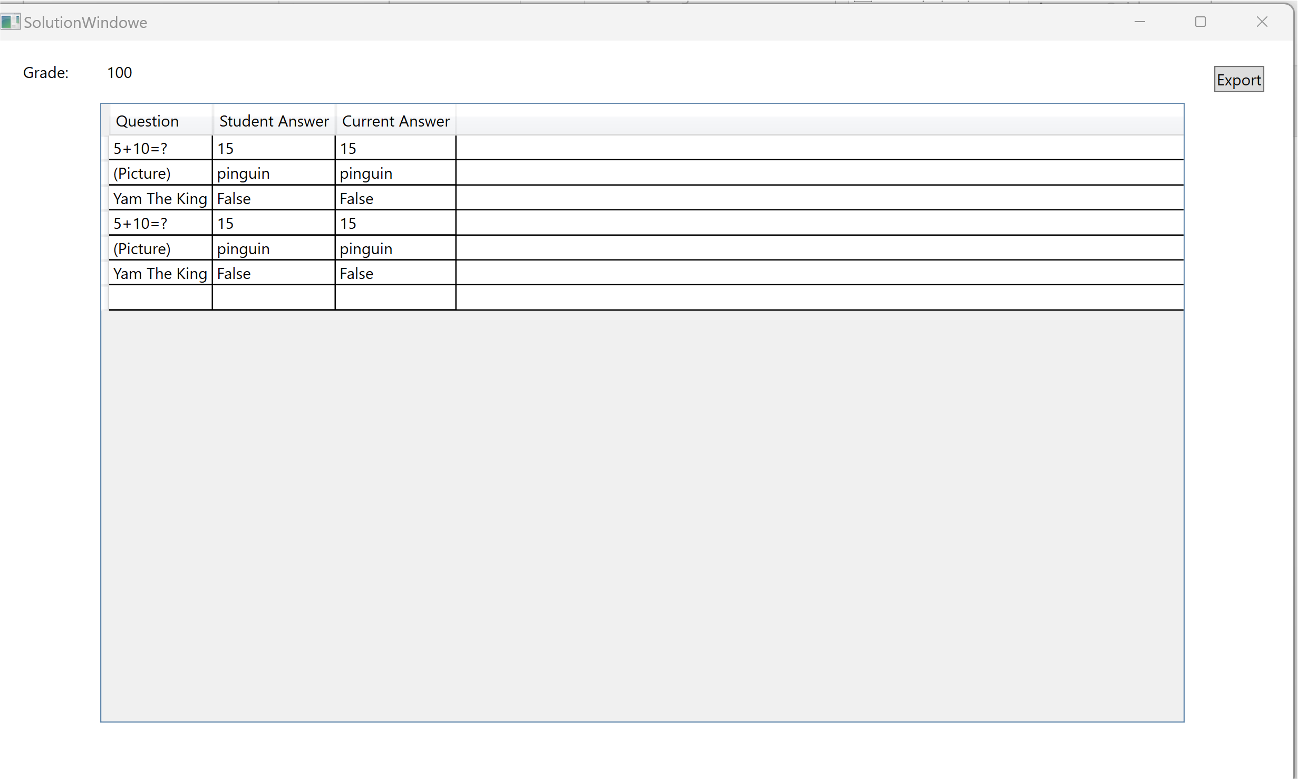 SolutionWindowe
Grade: 100
Export
Question Student Answer Current Answer
5+10=? 15 15
(Picture) pinguin pinguin
Yam The King False False
5+10=? 15 15
(Picture) pinguin pinguin
Yam The King False False